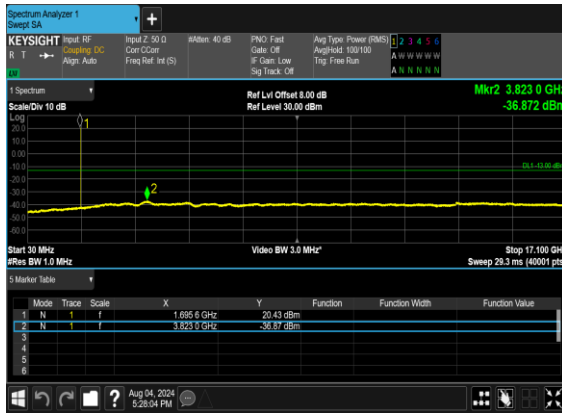 Spectrum Analyzer 1
Swept SA
+
KEYSIGHT
R T
LXI
Input: RF
Coupling: DC
Align: Auto
Input Z: 50 Ω
Corr CCorr
Freq Ref: Int (S)
#Atten: 40 dB
PNO: Fast
Gate: Off
IF Gain: Low
Sig Track: Off
Avg Type: Power (RMS)
Avg|Hold: 100/100
Trig: Free Run
1 2 3 4 5 6
A W W W W W
A N N N N N
1 Spectrum
Scale/Div 10 dB
Ref Lvl Offset 8.00 dB
Ref Level 30.00 dBm
Mkr2 3.823 0 GHz
-36.872 dBm
Log
20.0
10.0
0.00
-10.0
-20.0
-30.0
-40.0
-50.0
-60.0
1
2
DL1 -13.00 dBm
Start 30 MHz
#Res BW 1.0 MHz
Video BW 3.0 MHz*
Stop 17.100 GHz
Sweep 29.3 ms (40001 pts)
5 Marker Table
Mode Trace Scale X Y Function Function Width Function Value
1 N 1 f 1.695 6 GHz 20.43 dBm
2 N 1 f 3.823 0 GHz -36.87 dBm
3
4
5
6
?
Aug 04, 2024
5:28:04 PM